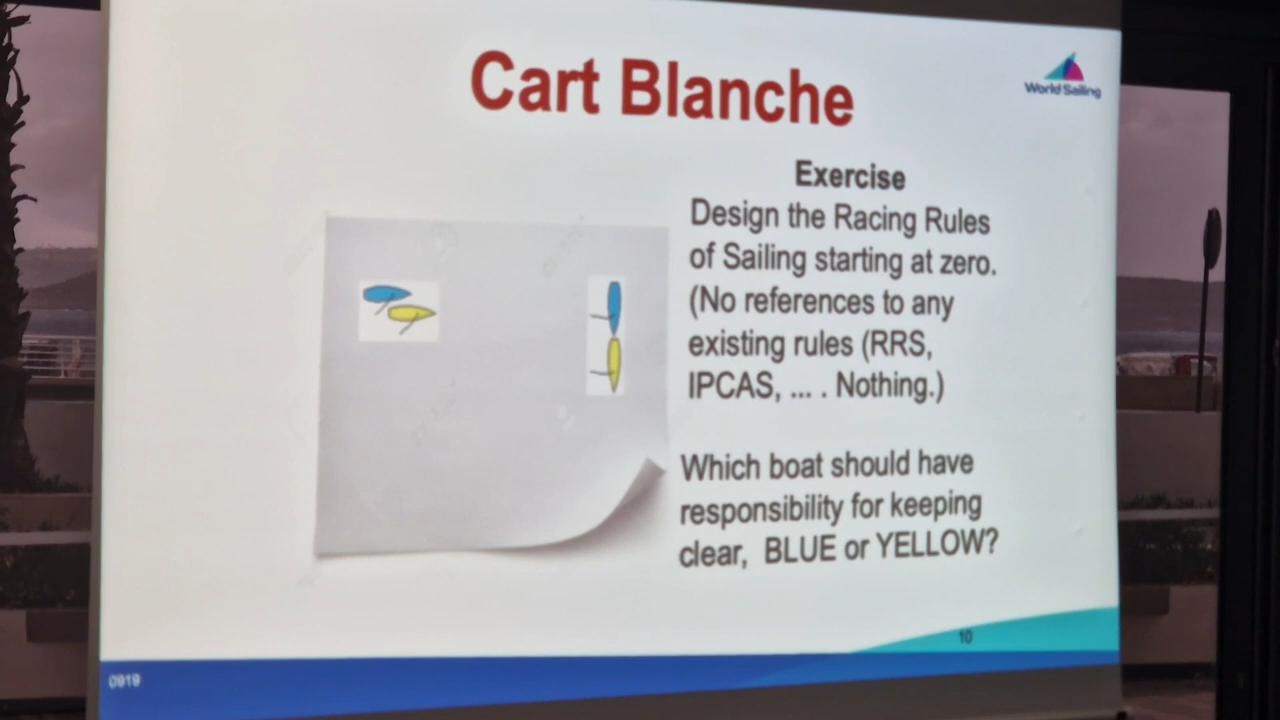 Cart Blanche
World Sailing
Exercise
Design the Racing Rules
of Sailing starting at zero.
(No references to any
existing rules (RRS,
IPCAS, ... . Nothing.)
Which boat should have
responsibility for keeping
clear, BLUE or YELLOW?
10
0919